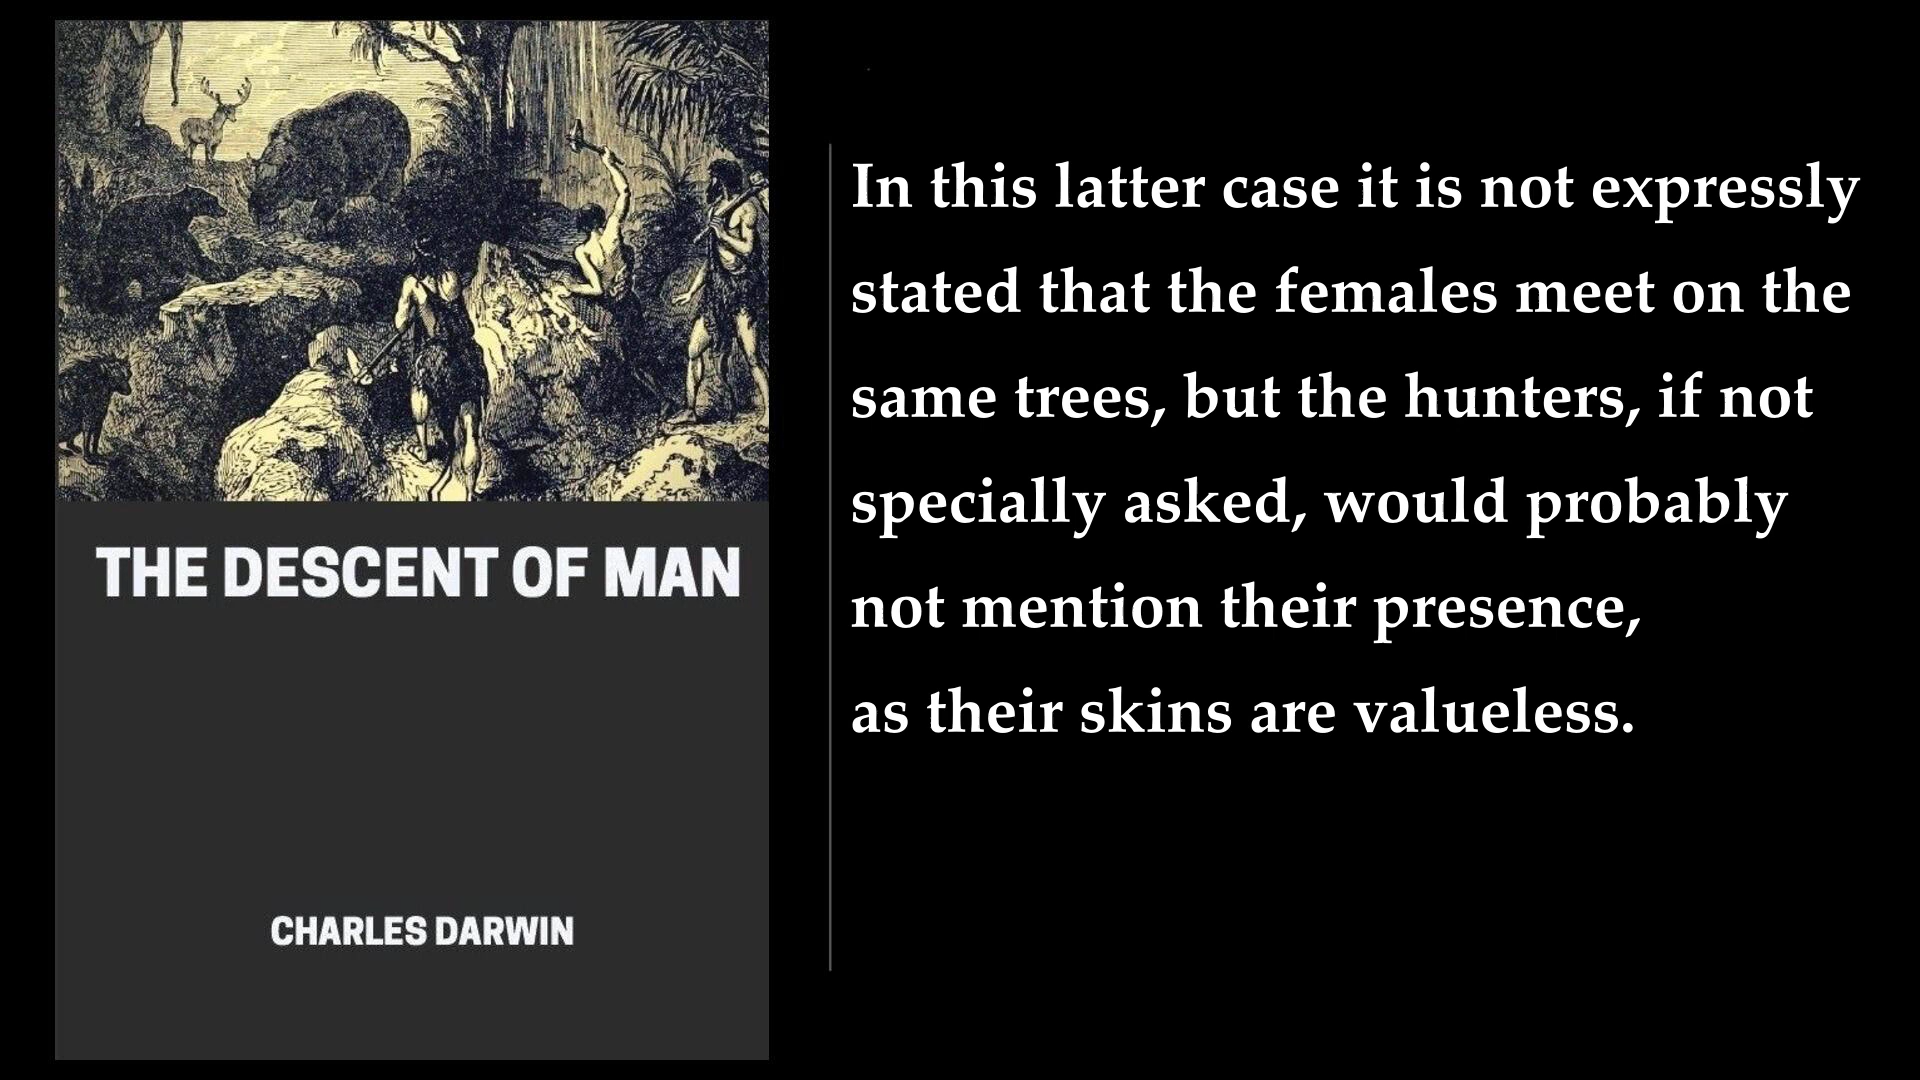 THE DESCENT OF MAN
CHARLES DARWIN
In this latter case it is not expressly
stated that the females meet on the
same trees, but the hunters, if not
specially asked, would probably
not mention their presence,
as their skins are valueless.